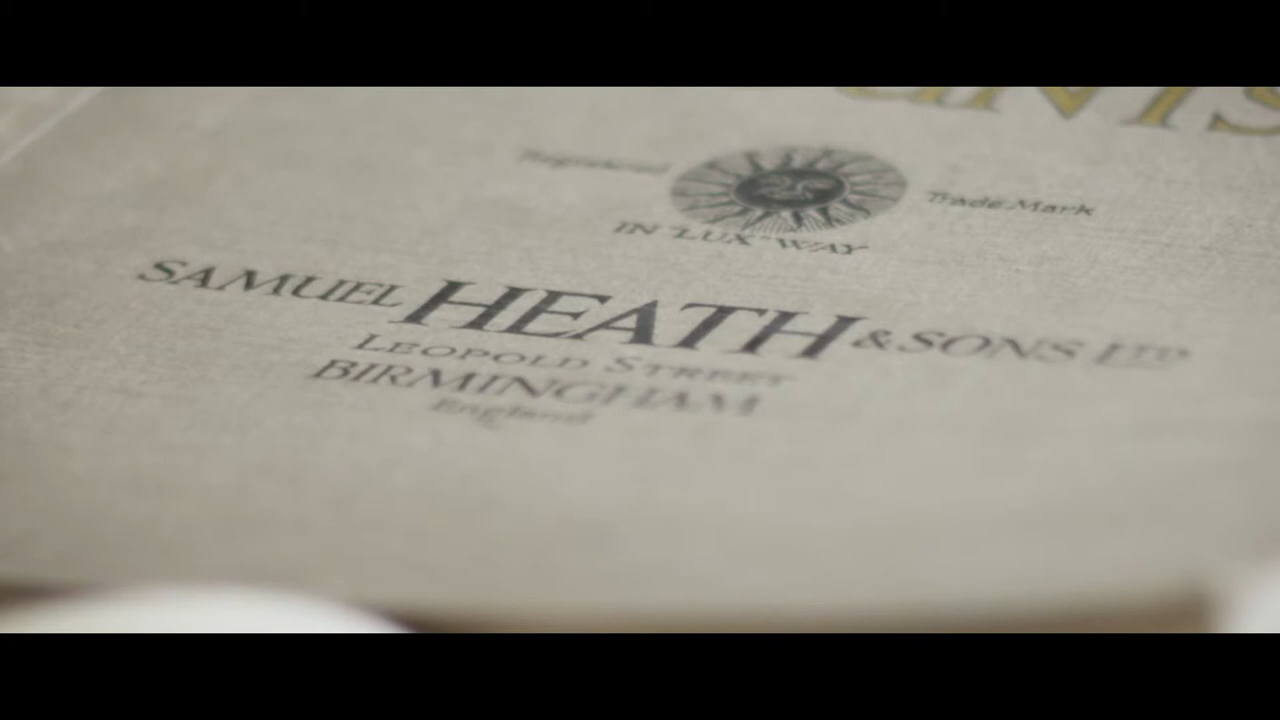 Registered Trade Mark
IN "LUX" WAY
SAMUEL HEATH & SONS LTD
LEOPOLD STREET
BIRMINGHAM
England